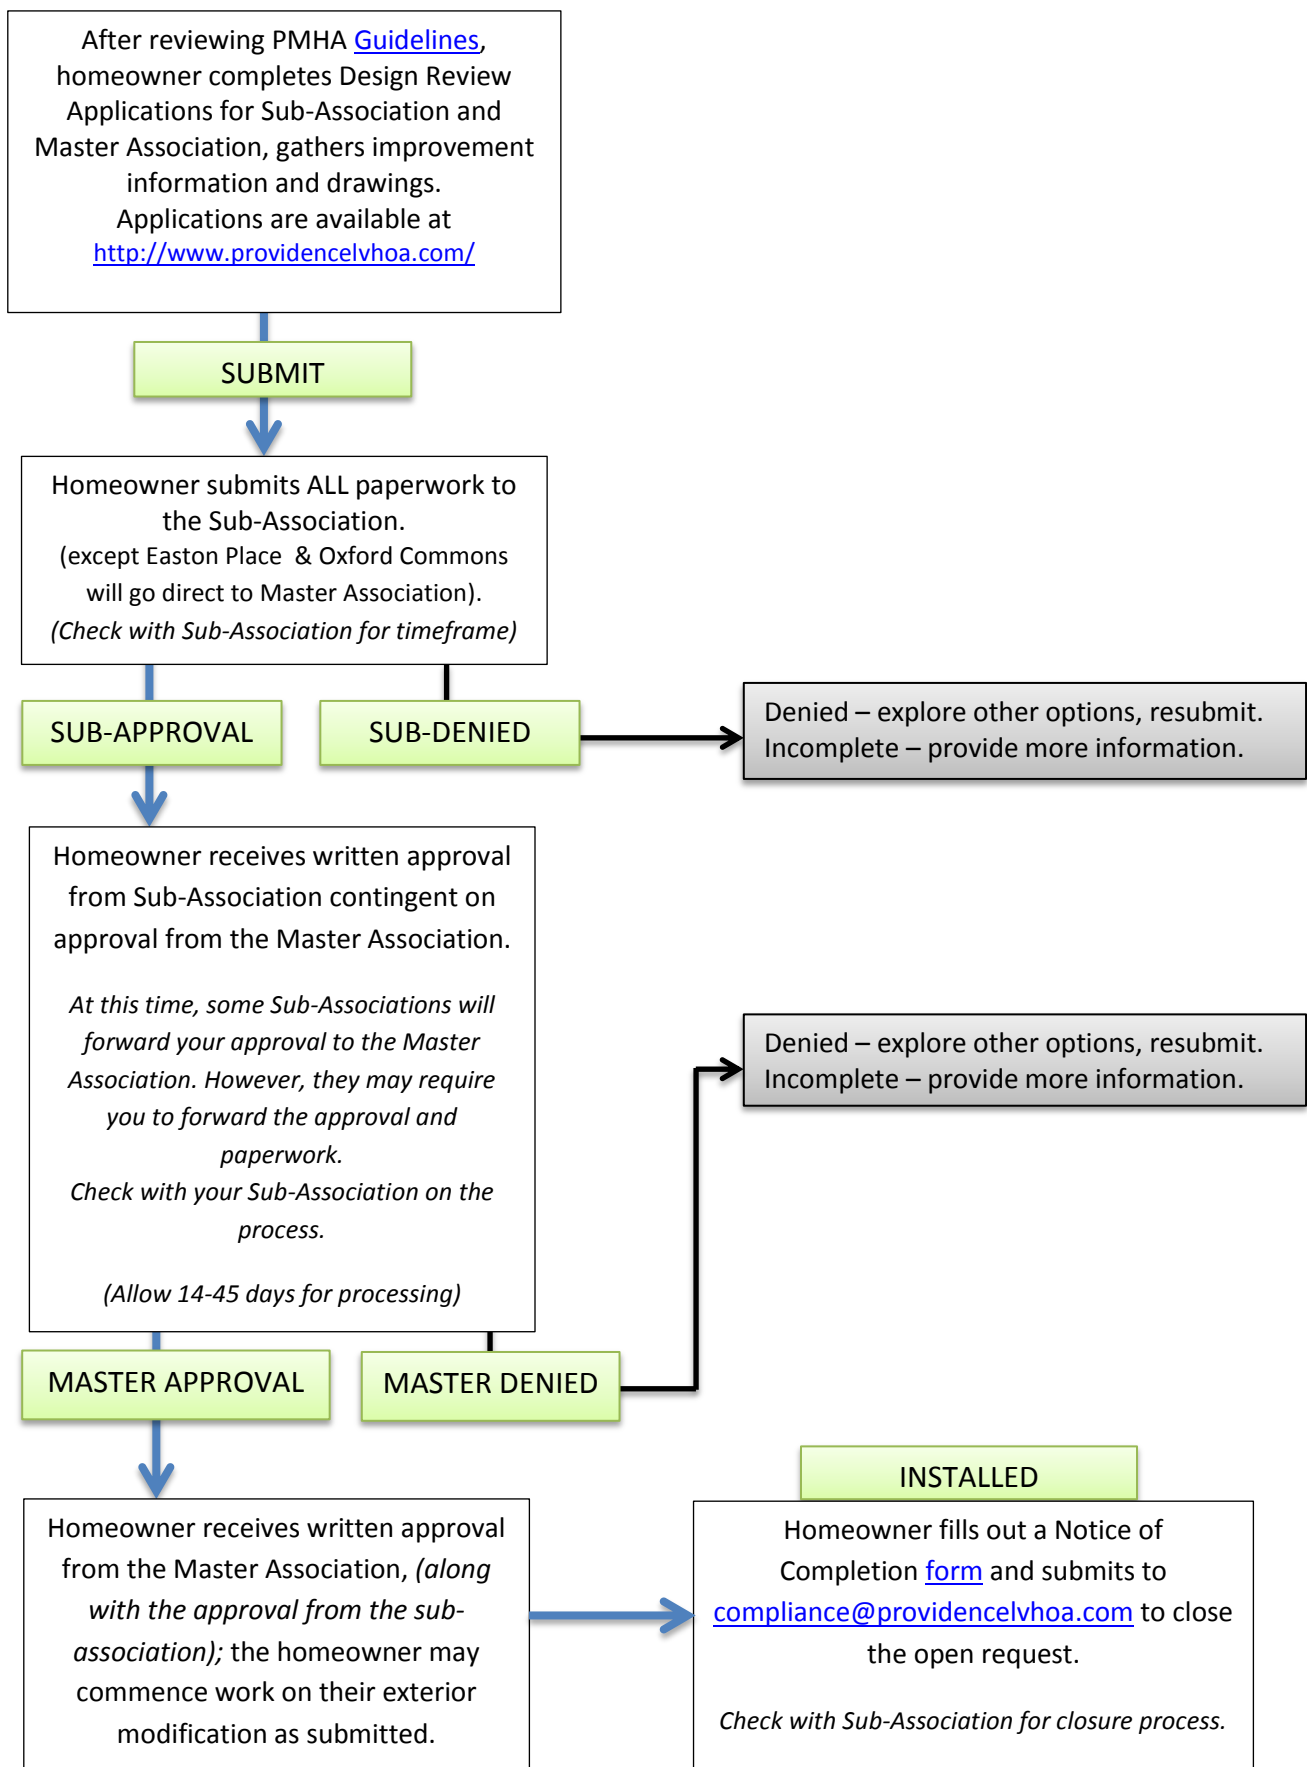 After reviewing PMHA Guidelines,
homeowner completes Design Review
Applications for Sub-Association and
Master Association, gathers improvement
information and drawings.
Applications are available at
http://www.providencelvhoa.com/
SUBMIT
Homeowner submits ALL paperwork to
the Sub-Association.
(except Easton Place & Oxford Commons
will go direct to Master Association).
(Check with Sub-Association for timeframe)
SUB-APPROVAL
SUB-DENIED
Denied – explore other options, resubmit.
Incomplete – provide more information.
Homeowner receives written approval
from Sub-Association contingent on
approval from the Master Association.
At this time, some Sub-Associations will
forward your approval to the Master
Association. However, they may require
you to forward the approval and
paperwork.
Check with your Sub-Association on the
process.
(Allow 14-45 days for processing)
Denied – explore other options, resubmit.
Incomplete – provide more information.
MASTER APPROVAL
MASTER DENIED
Homeowner receives written approval
from the Master Association, (along
with the approval from the sub-
association); the homeowner may
commence work on their exterior
modification as submitted.
INSTALLED
Homeowner fills out a Notice of
Completion form and submits to
compliance@providencelvhoa.com to close
the open request.
Check with Sub-Association for closure process.